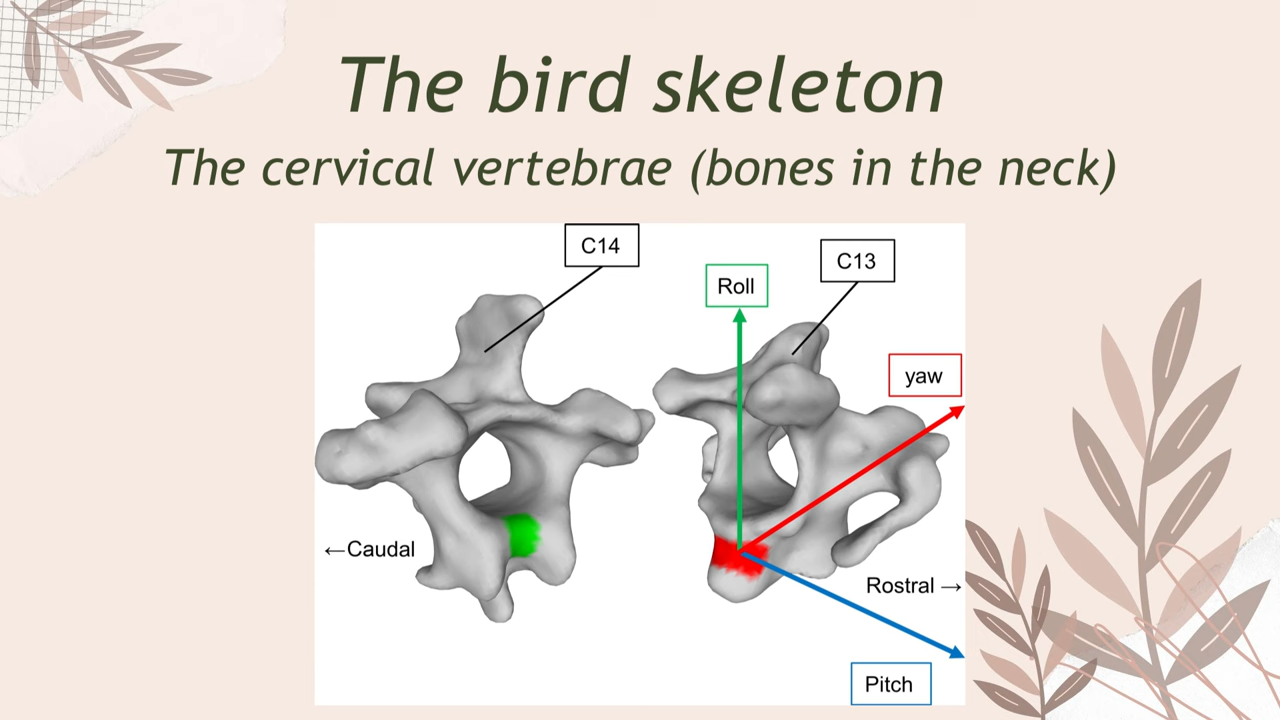 The bird skeleton
The cervical vertebrae (bones in the neck)
C14
C13
Roll
yaw
←Caudal
Rostral →
Pitch